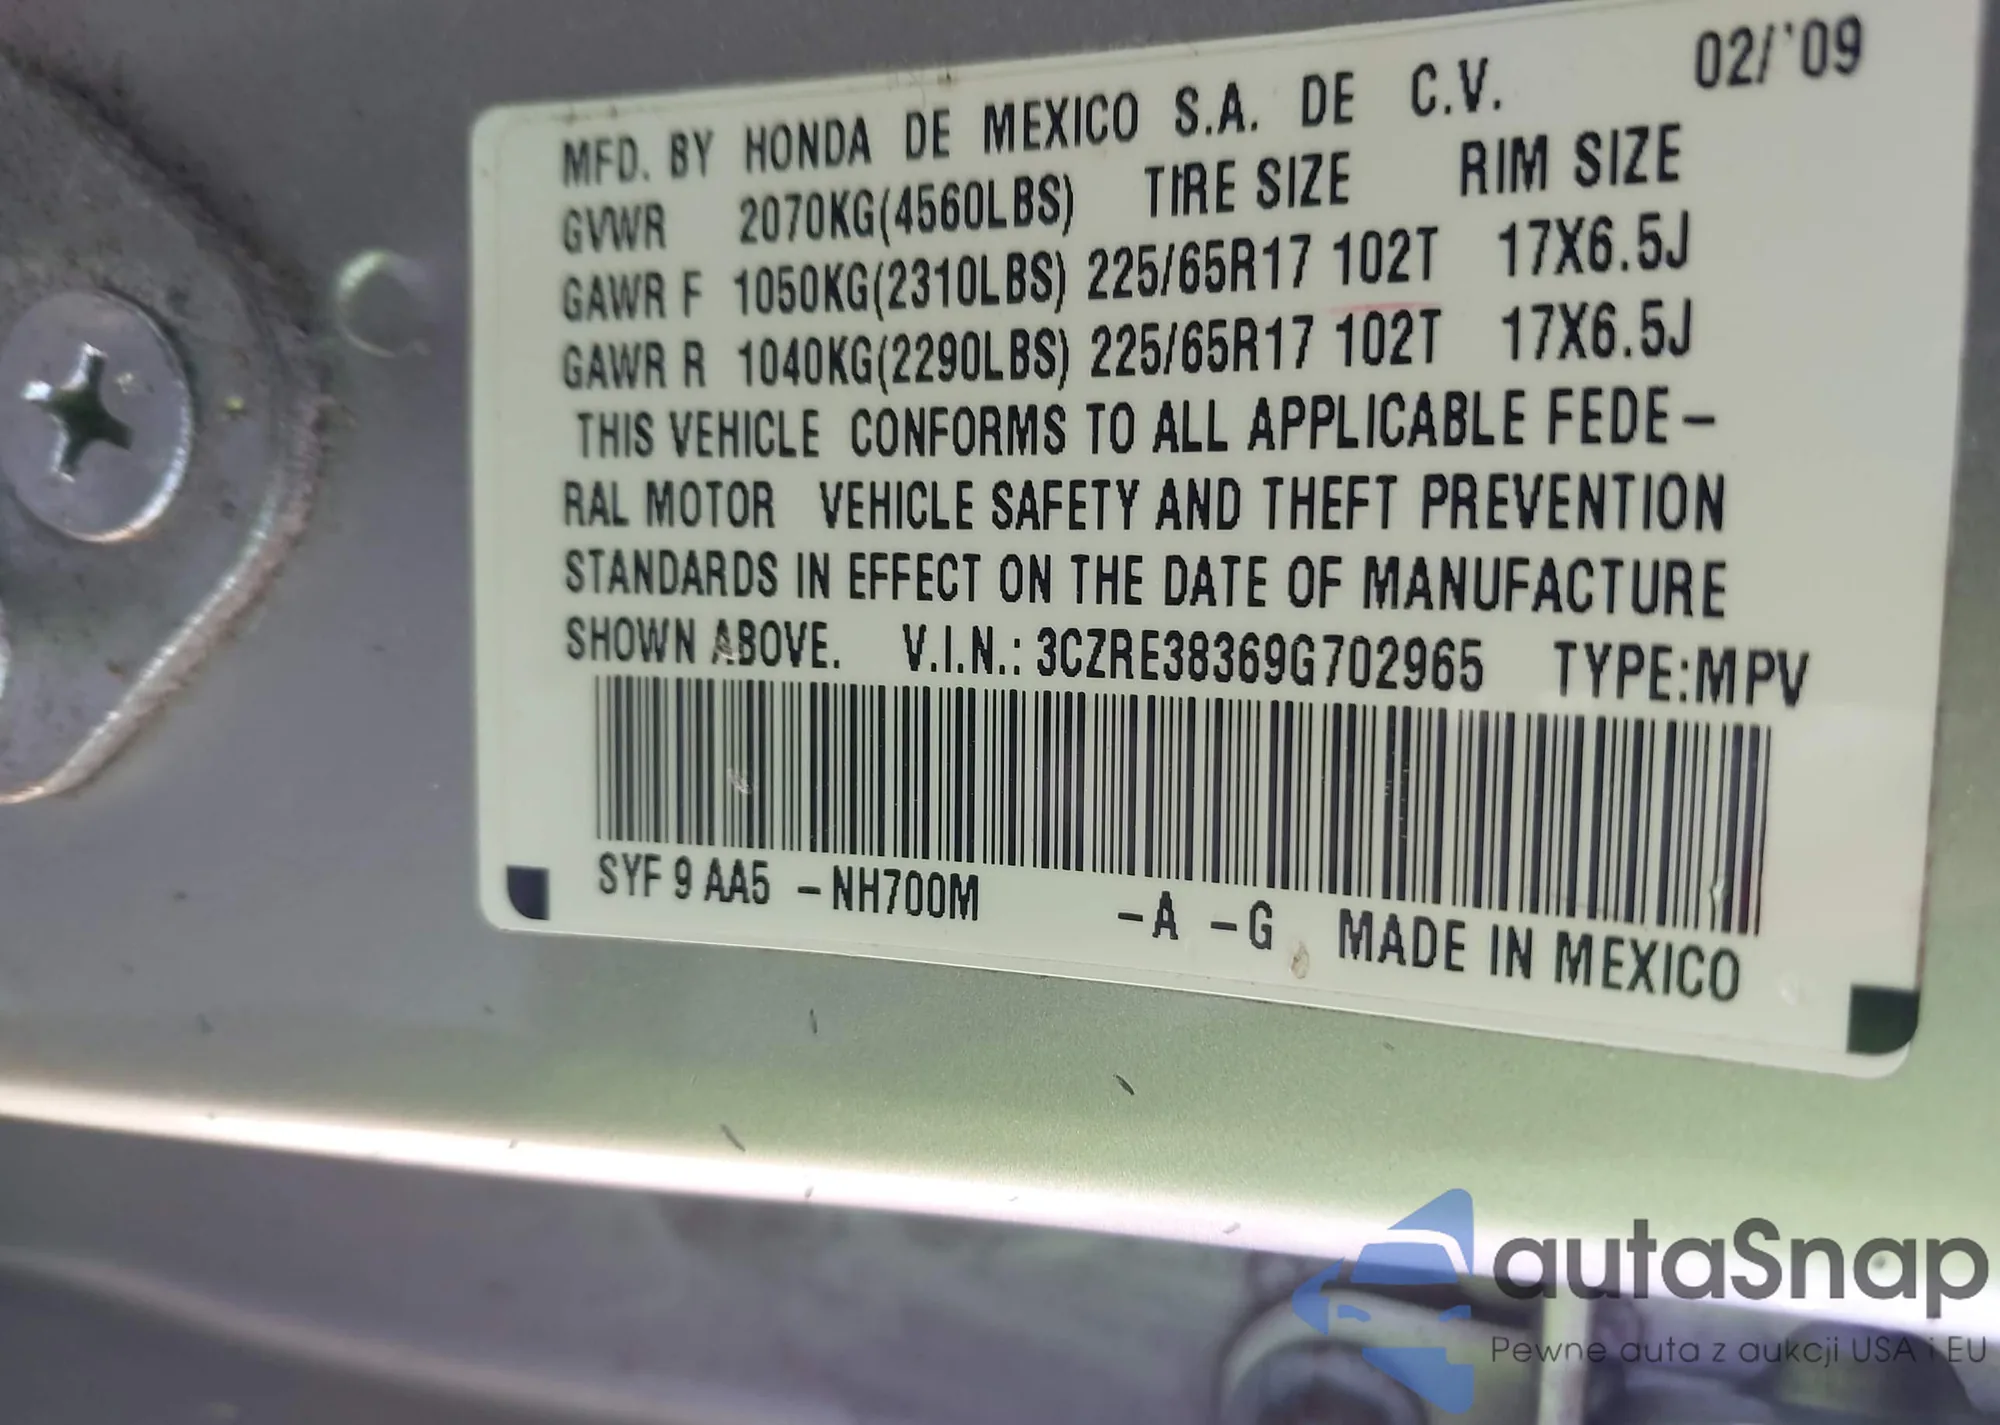 MFD. BY HONDA DE MEXICO S.A. DE C.V. 02/'09
GVWR 2070KG(4560LBS) TIRE SIZE RIM SIZE
GAWR F 1050KG(2310LBS) 225/65R17 102T 17X6.5J
GAWR R 1040KG(2290LBS) 225/65R17 102T 17X6.5J
THIS VEHICLE CONFORMS TO ALL APPLICABLE FEDE-
RAL MOTOR VEHICLE SAFETY AND THEFT PREVENTION
STANDARDS IN EFFECT ON THE DATE OF MANUFACTURE
SHOWN ABOVE. V.I.N.: 3CZRE38369G702965 TYPE:MPV
SYF 9 AA5 -NH700M -A -G MADE IN MEXICO
autaSnap
Pewne auta z aukcji USA i EU